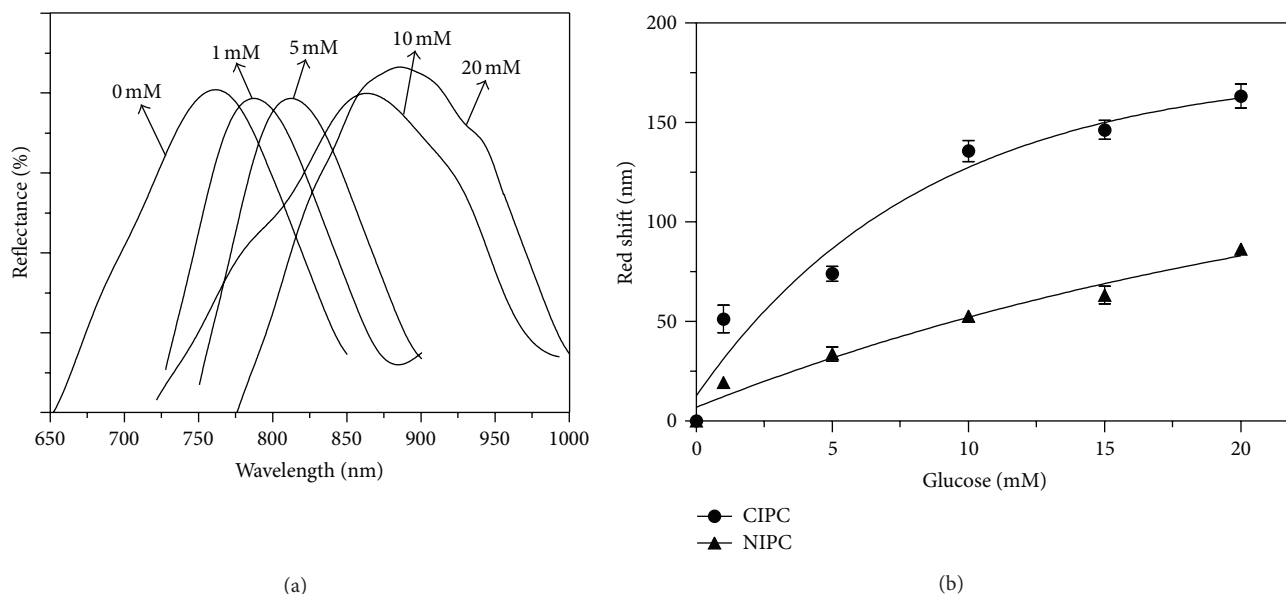 0 mM
1 mM
5 mM
10 mM
20 mM
Reflectance (%)
650 700 750 800 850 900 950 1000
Wavelength (nm)
(a)
200
150
100
50
0
Red shift (nm)
0 5 10 15 20
Glucose (mM)
CIPC
NIPC
(b)